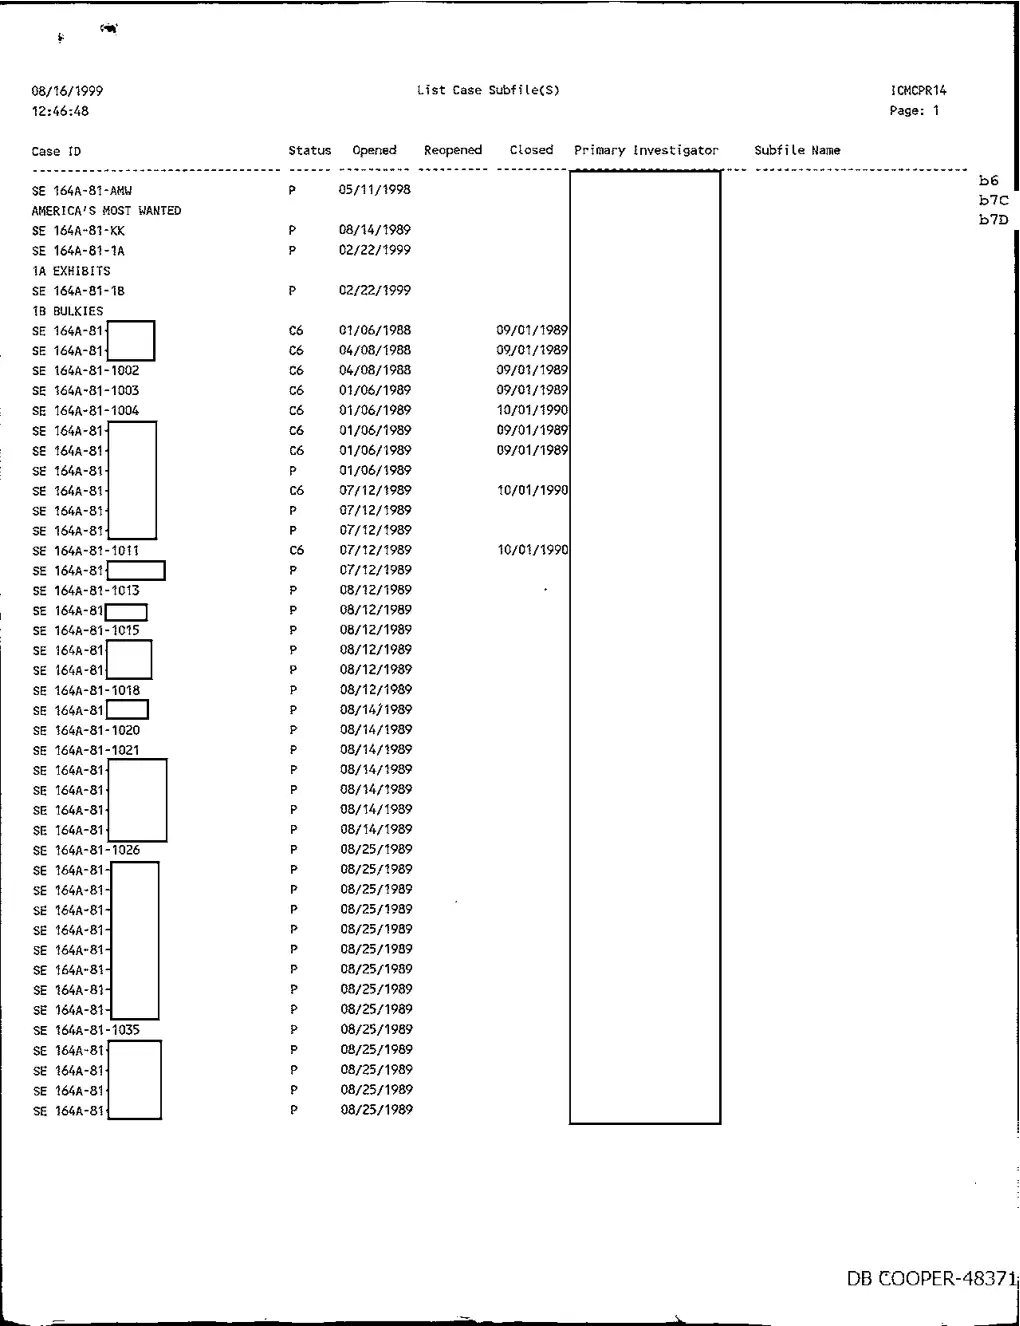 08/16/1999 List Case Subfile(S) ICMCPR14
12:46:48 Page: 1
Case ID Status Opened Reopened Closed Primary Investigator Subfile Name
b6
SE 164A-81-AMW P 05/11/1998
b7C
AMERICA'S MOST WANTED
b7D
SE 164A-81-KK P 08/14/1989
SE 164A-81-1A P 02/22/1999
1A EXHIBITS
SE 164A-81-1B P 02/22/1999
1B BULKIES
SE 164A-81- C6 01/06/1988 09/01/1989
SE 164A-81- C6 04/08/1988 09/01/1989
SE 164A-81-1002 C6 04/08/1988 09/01/1989
SE 164A-81-1003 C6 01/06/1989 09/01/1989
SE 164A-81-1004 C6 01/06/1989 10/01/1990
SE 164A-81- C6 01/06/1989 09/01/1989
SE 164A-81- C6 01/06/1989 09/01/1989
SE 164A-81- P 01/06/1989
SE 164A-81- C6 07/12/1989 10/01/1990
SE 164A-81- P 07/12/1989
SE 164A-81- P 07/12/1989
SE 164A-81-1011 C6 07/12/1989 10/01/1990
SE 164A-81- P 07/12/1989
SE 164A-81-1013 P 08/12/1989
SE 164A-81 P 08/12/1989
SE 164A-81-1015 P 08/12/1989
SE 164A-81 P 08/12/1989
SE 164A-81 P 08/12/1989
SE 164A-81-1018 P 08/12/1989
SE 164A-81 P 08/14/1989
SE 164A-81-1020 P 08/14/1989
SE 164A-81-1021 P 08/14/1989
SE 164A-81- P 08/14/1989
SE 164A-81- P 08/14/1989
SE 164A-81- P 08/14/1989
SE 164A-81- P 08/14/1989
SE 164A-81-1026 P 08/25/1989
SE 164A-81- P 08/25/1989
SE 164A-81- P 08/25/1989
SE 164A-81- P 08/25/1989
SE 164A-81- P 08/25/1989
SE 164A-81- P 08/25/1989
SE 164A-81- P 08/25/1989
SE 164A-81- P 08/25/1989
SE 164A-81- P 08/25/1989
SE 164A-81-1035 P 08/25/1989
SE 164A-81- P 08/25/1989
SE 164A-81- P 08/25/1989
SE 164A-81- P 08/25/1989
SE 164A-81- P 08/25/1989
DB COOPER-48371